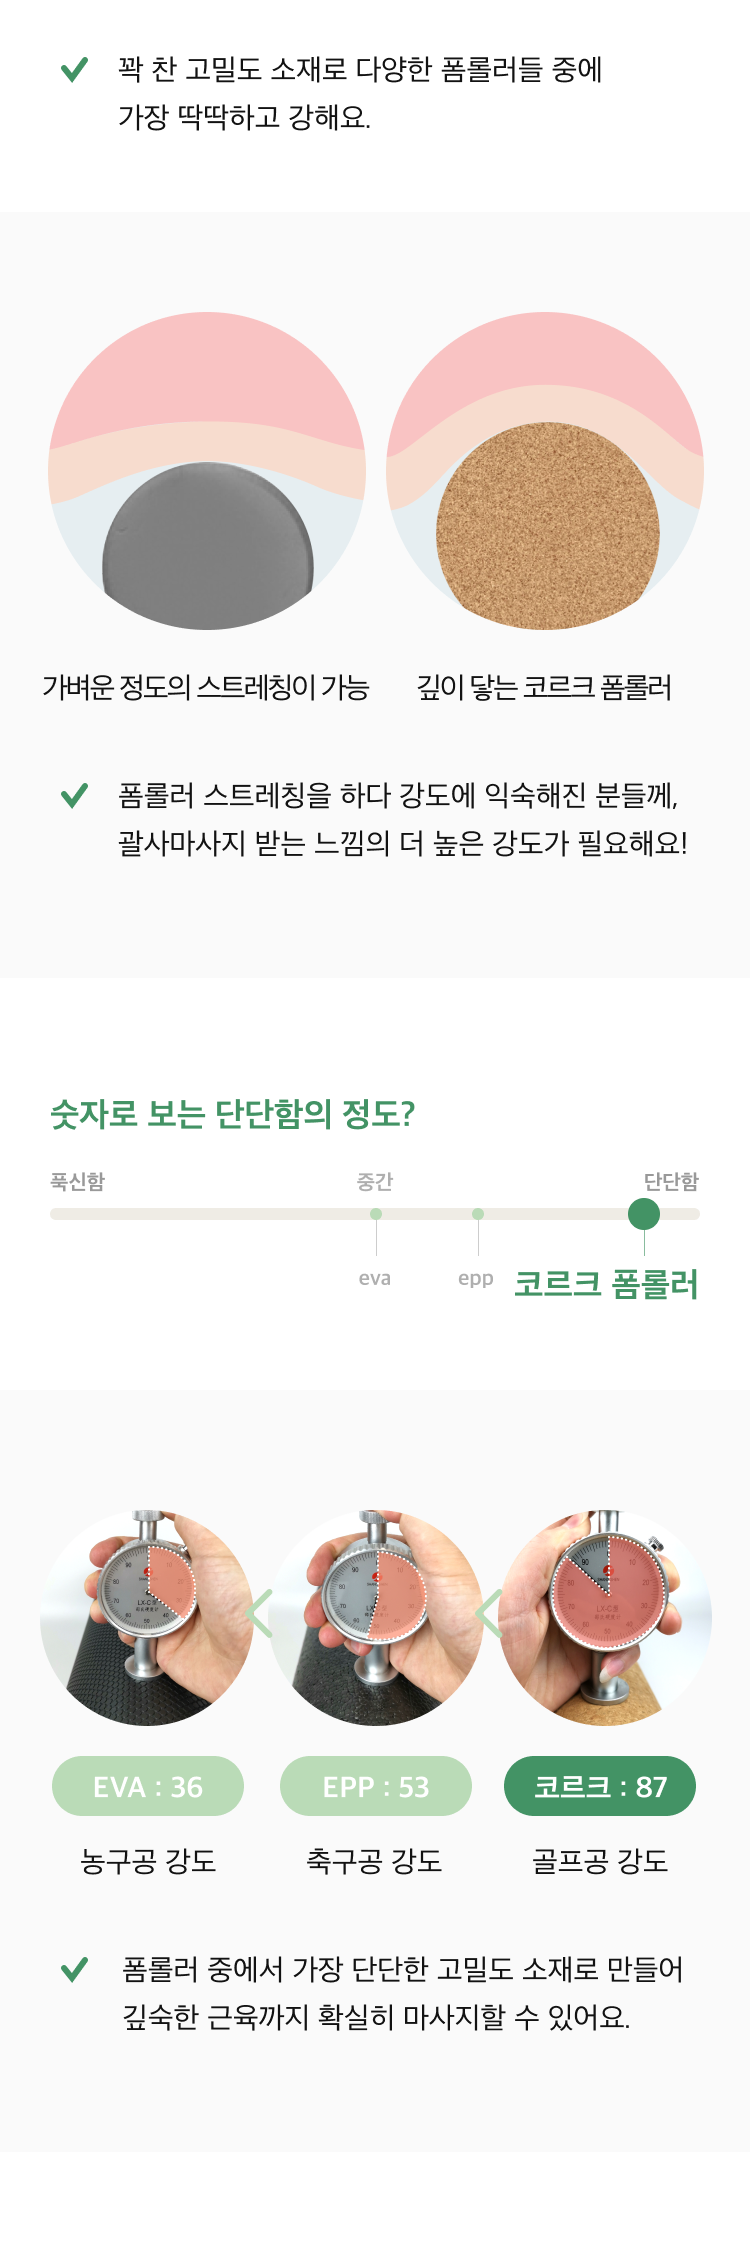 꽉 찬 고밀도 소재로 다양한 폼롤러들 중에
가장 딱딱하고 강해요.
가벼운 정도의 스트레칭이 가능
깊이 닿는 코르크 폼롤러
폼롤러 스트레칭을 하다 강도에 익숙해진 분들께,
괄사마사지 받는 느낌의 더 높은 강도가 필요해요!
숫자로 보는 단단함의 정도?
푹신함
중간
단단함
eva
epp
코르크 폼롤러
EVA : 36
EPP : 53
코르크 : 87
농구공 강도
축구공 강도
골프공 강도
폼롤러 중에서 가장 단단한 고밀도 소재로 만들어
깊숙한 근육까지 확실히 마사지할 수 있어요.